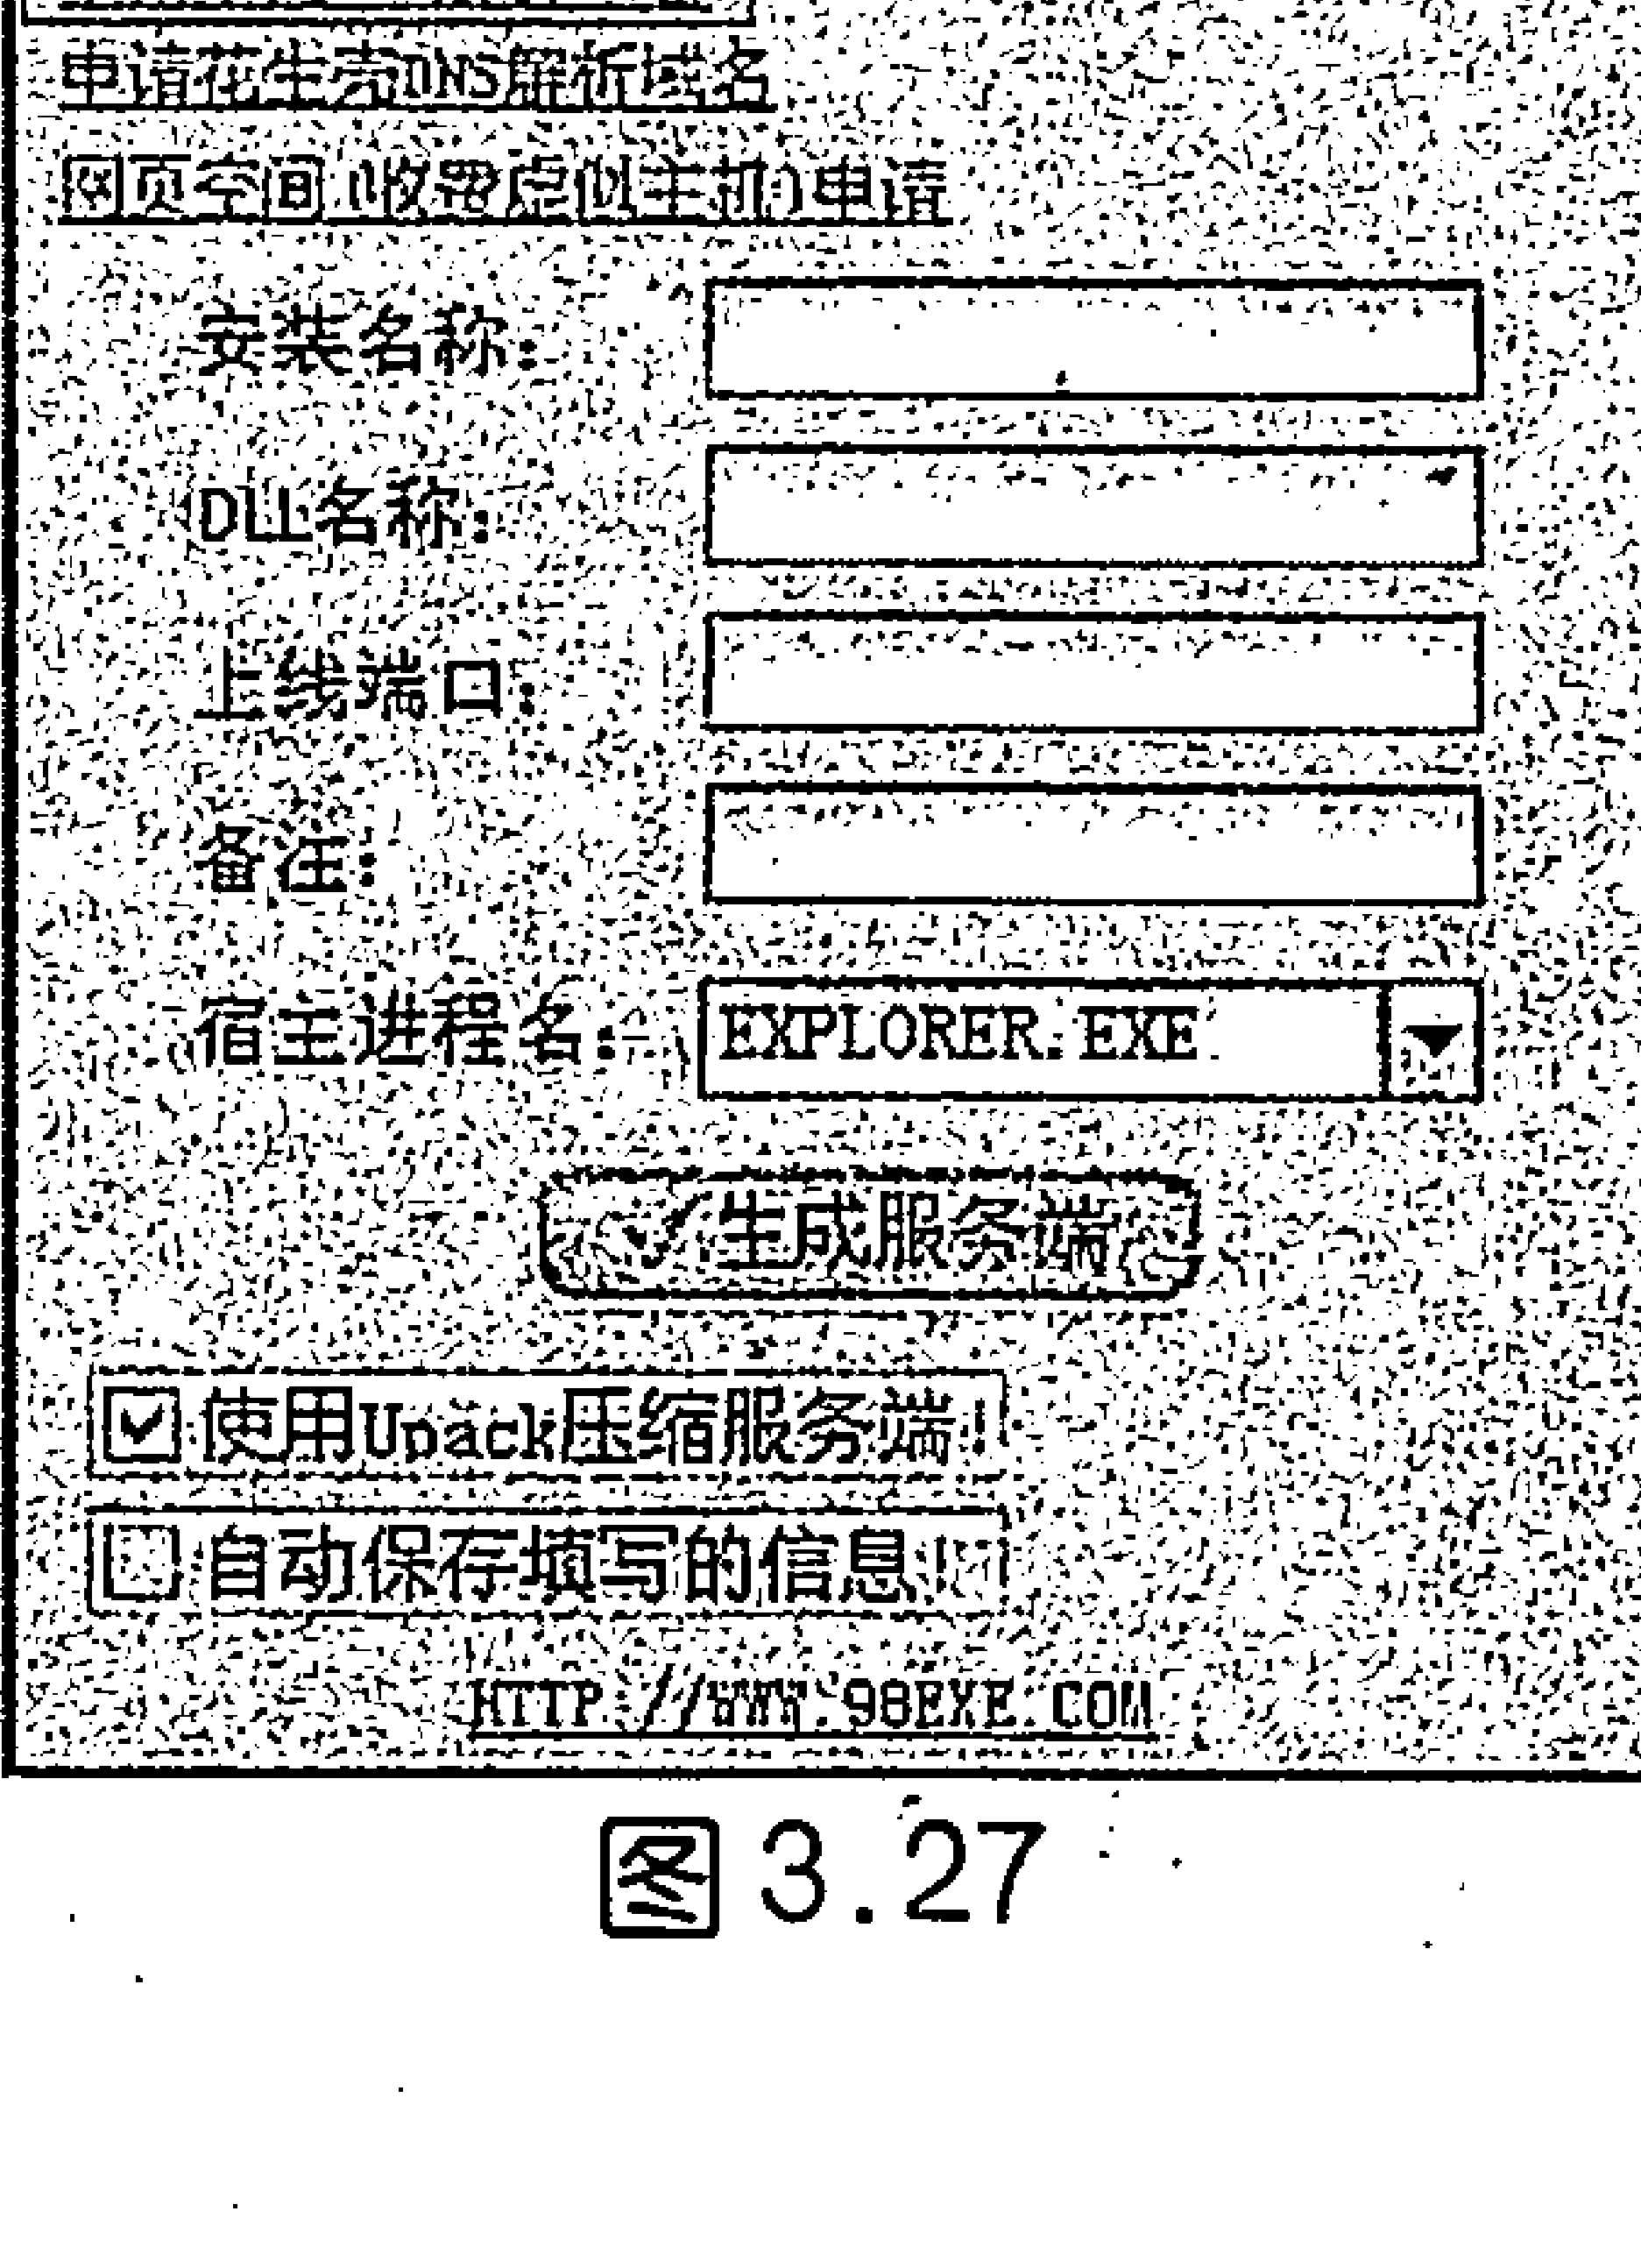 申请花生壳DNS解析域名
网页空间(收费虚拟主机)申请
安装名称:
DLL名称:
上线端口:
备注:
宿主进程名: EXPLORER.EXE
生成服务端
使用Upack压缩服务端!
自动保存填写的信息!
HTTP://WWW.98EXE.COM
图 3.27